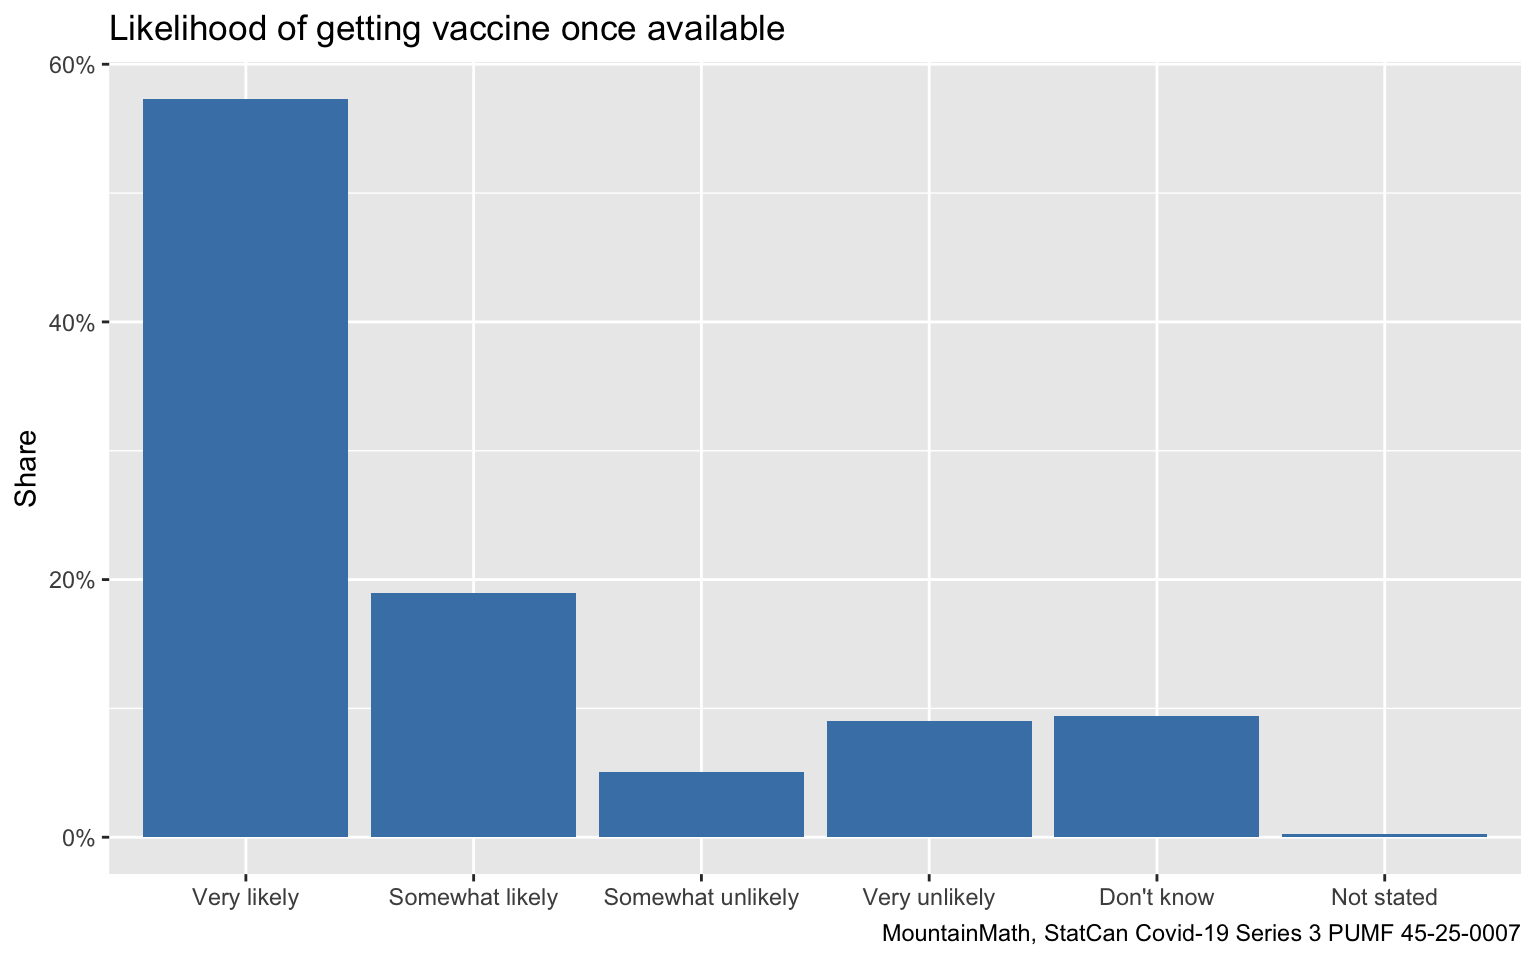 Likelihood of getting vaccine once available
60%
40%
20%
0%
Share
Very likely
Somewhat likely
Somewhat unlikely
Very unlikely
Don't know
Not stated
MountainMath, StatCan Covid-19 Series 3 PUMF 45-25-0007